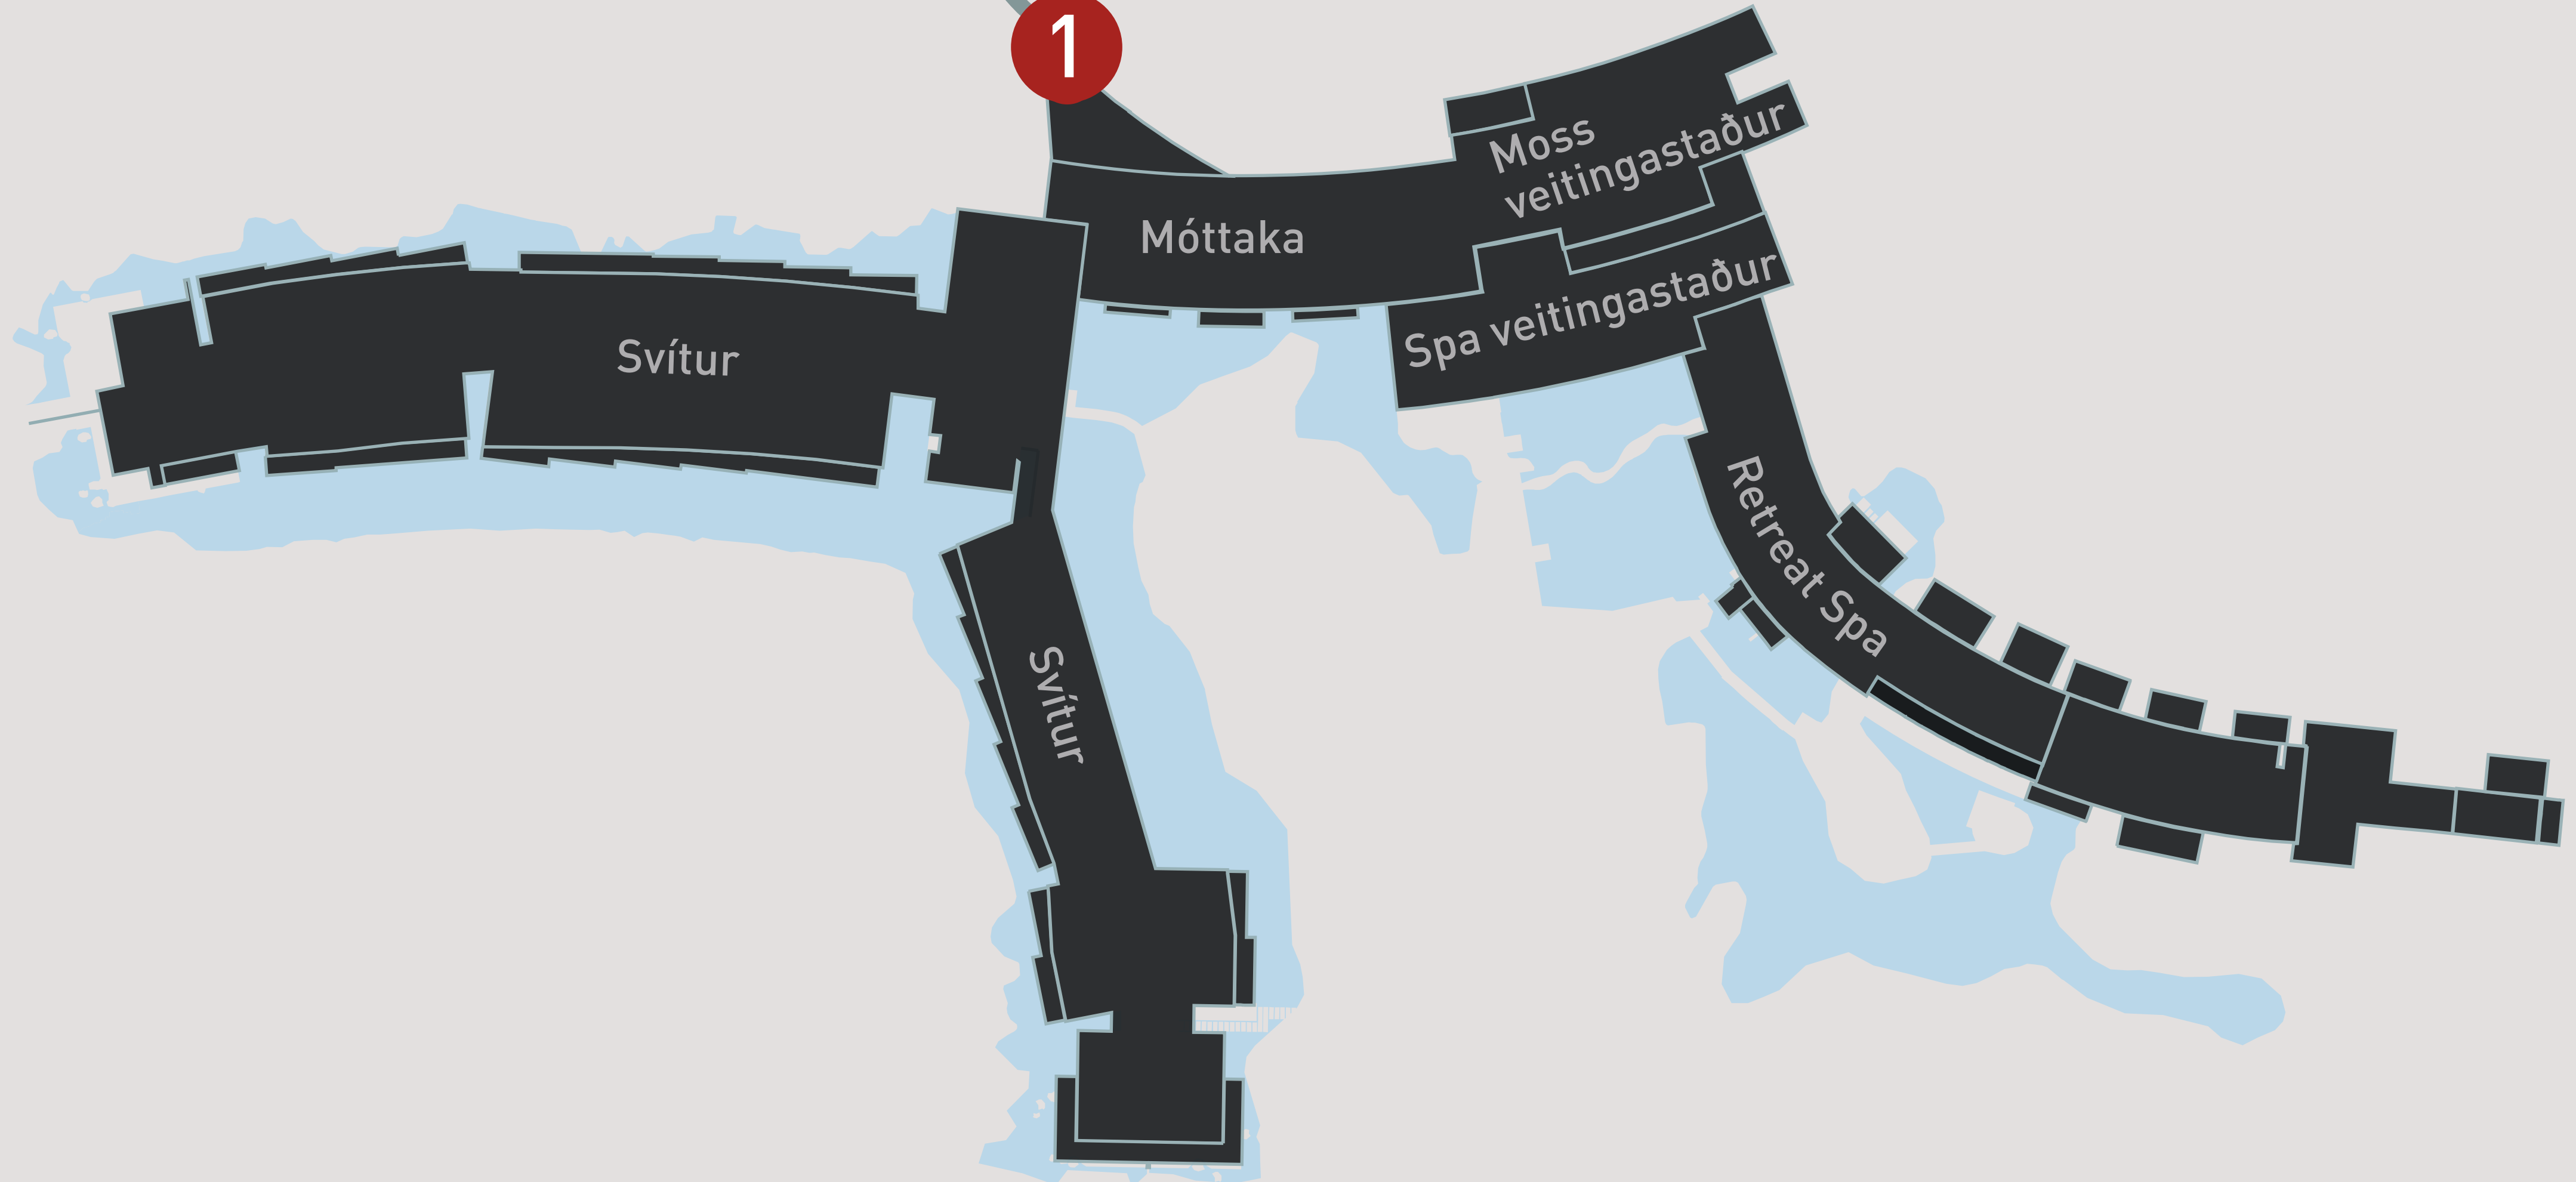 1
Moss
veitingastaður
Móttaka
Spa veitingastaður
Svítur
Retreat Spa
Svítur